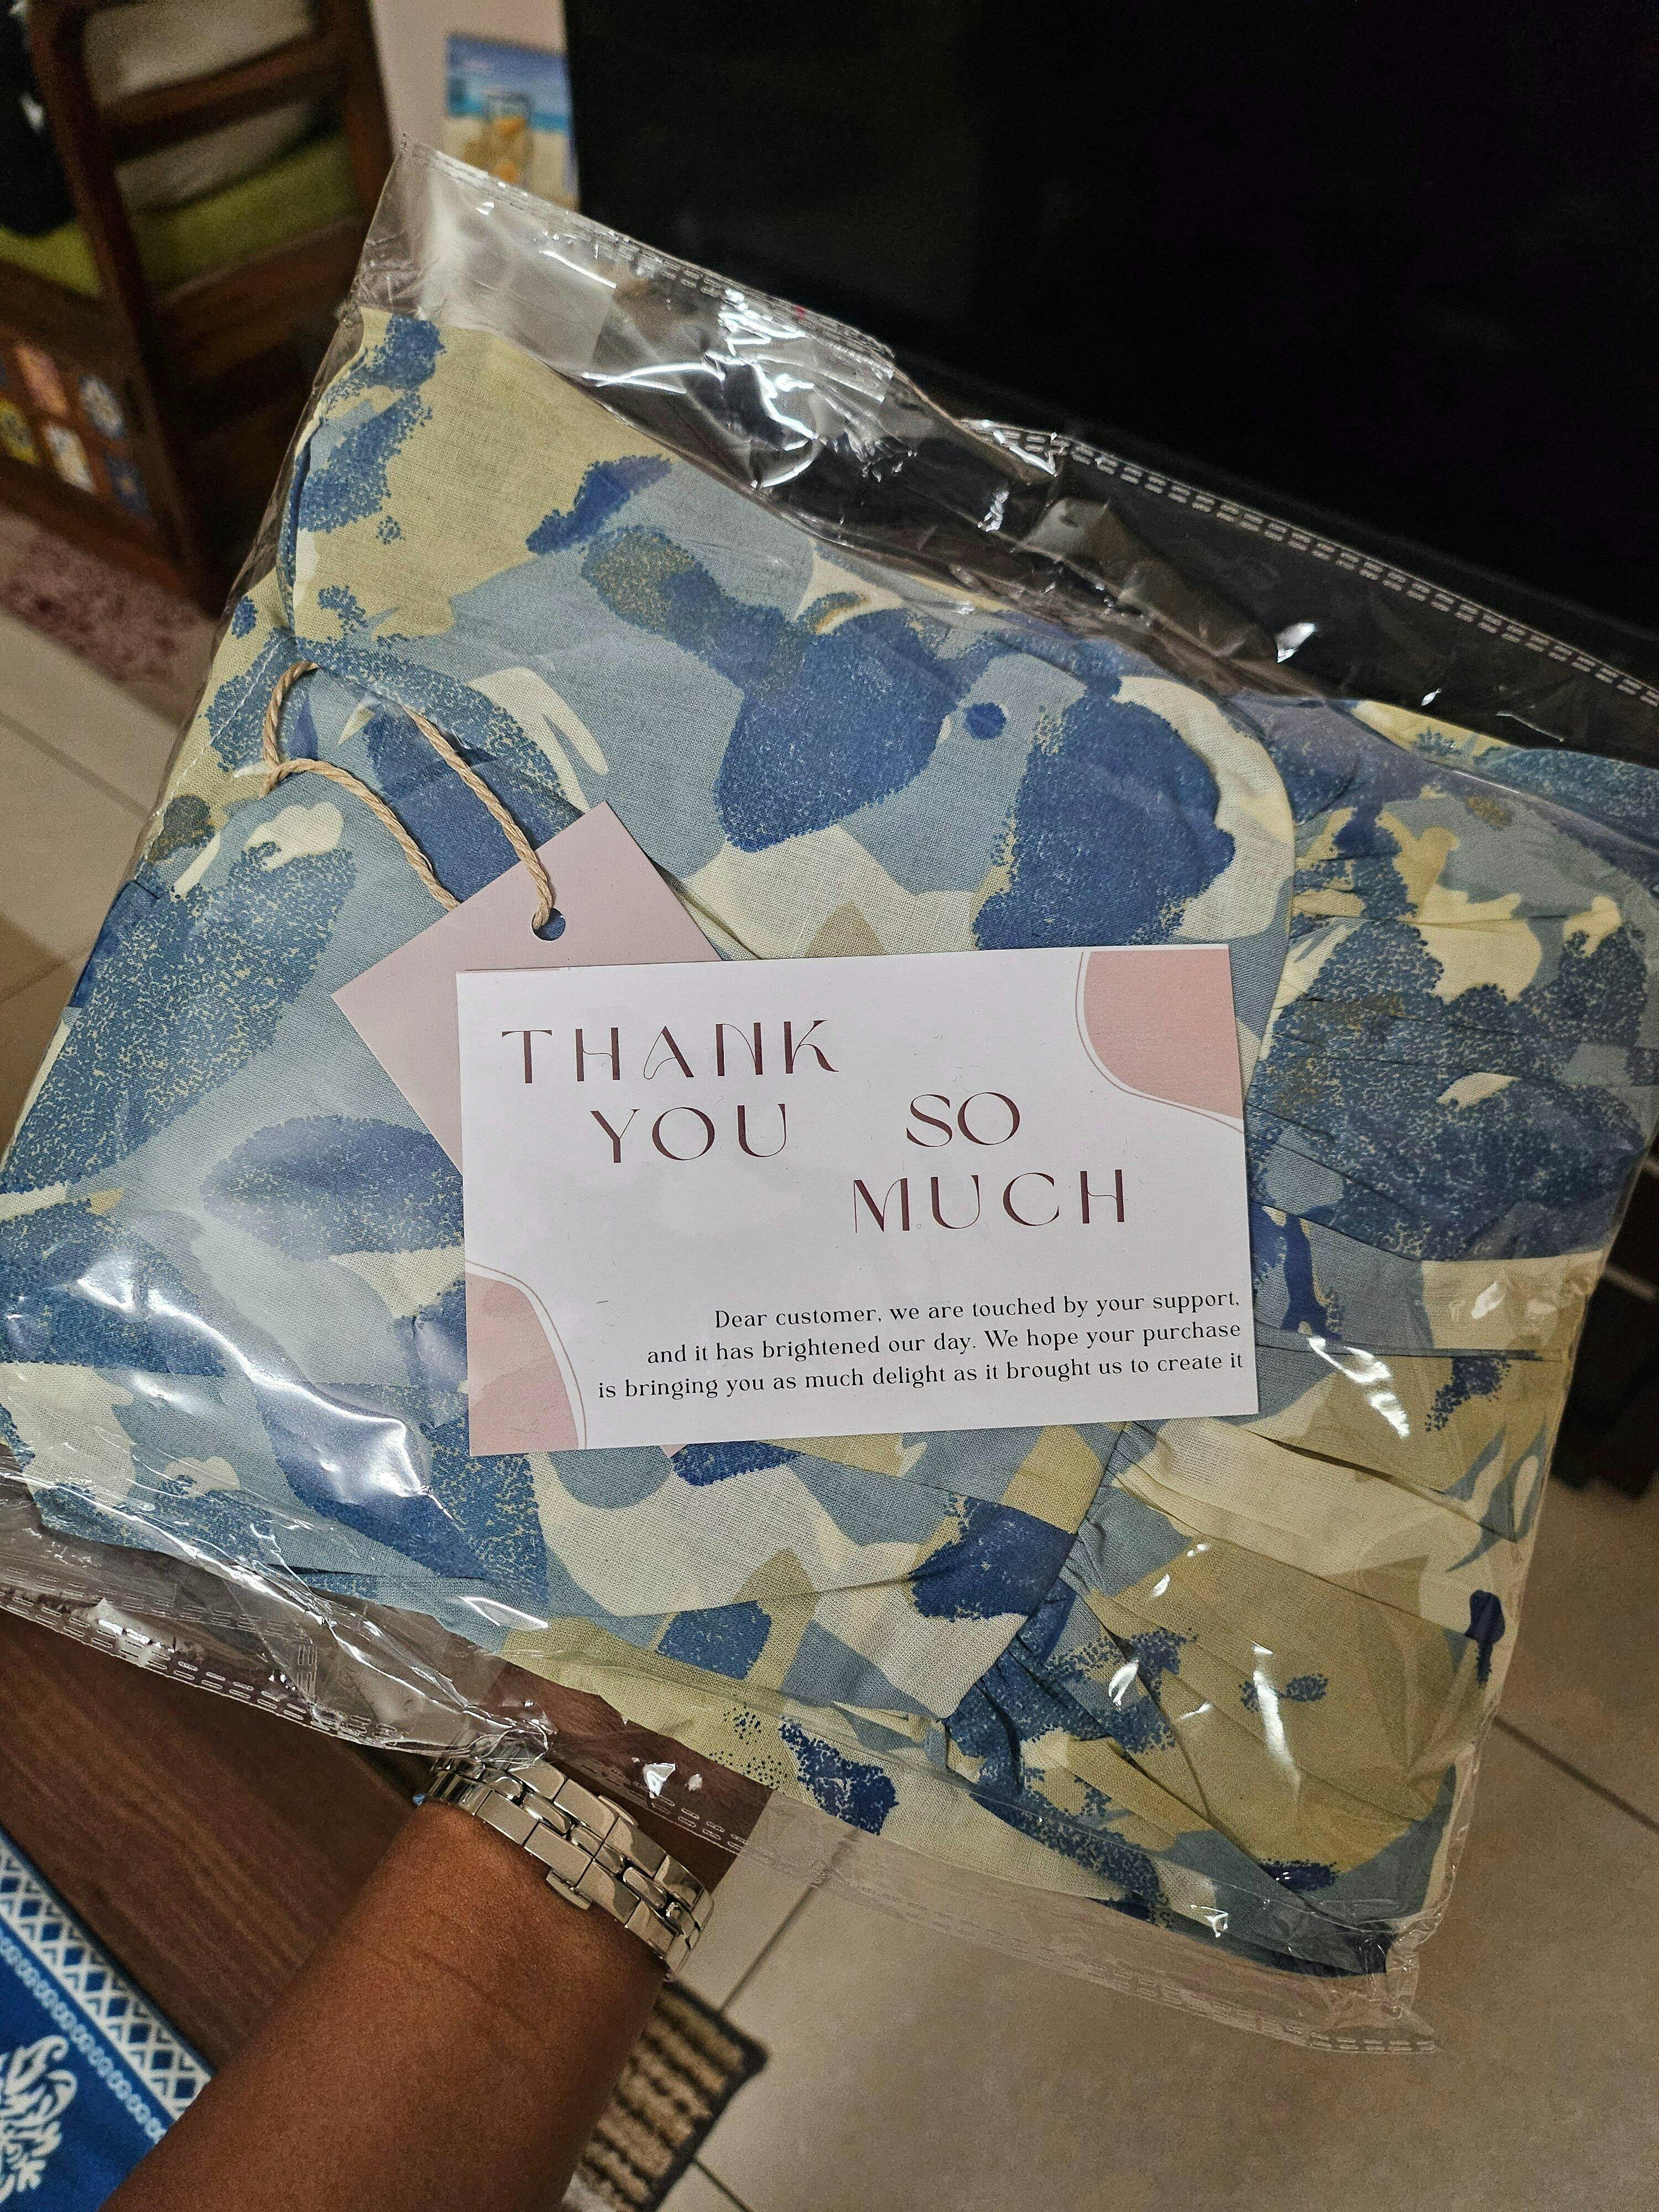 THANK
YOU SO
MUCH
Dear customer, we are touched by your support,
and it has brightened our day. We hope your purchase
is bringing you as much delight as it brought us to create it